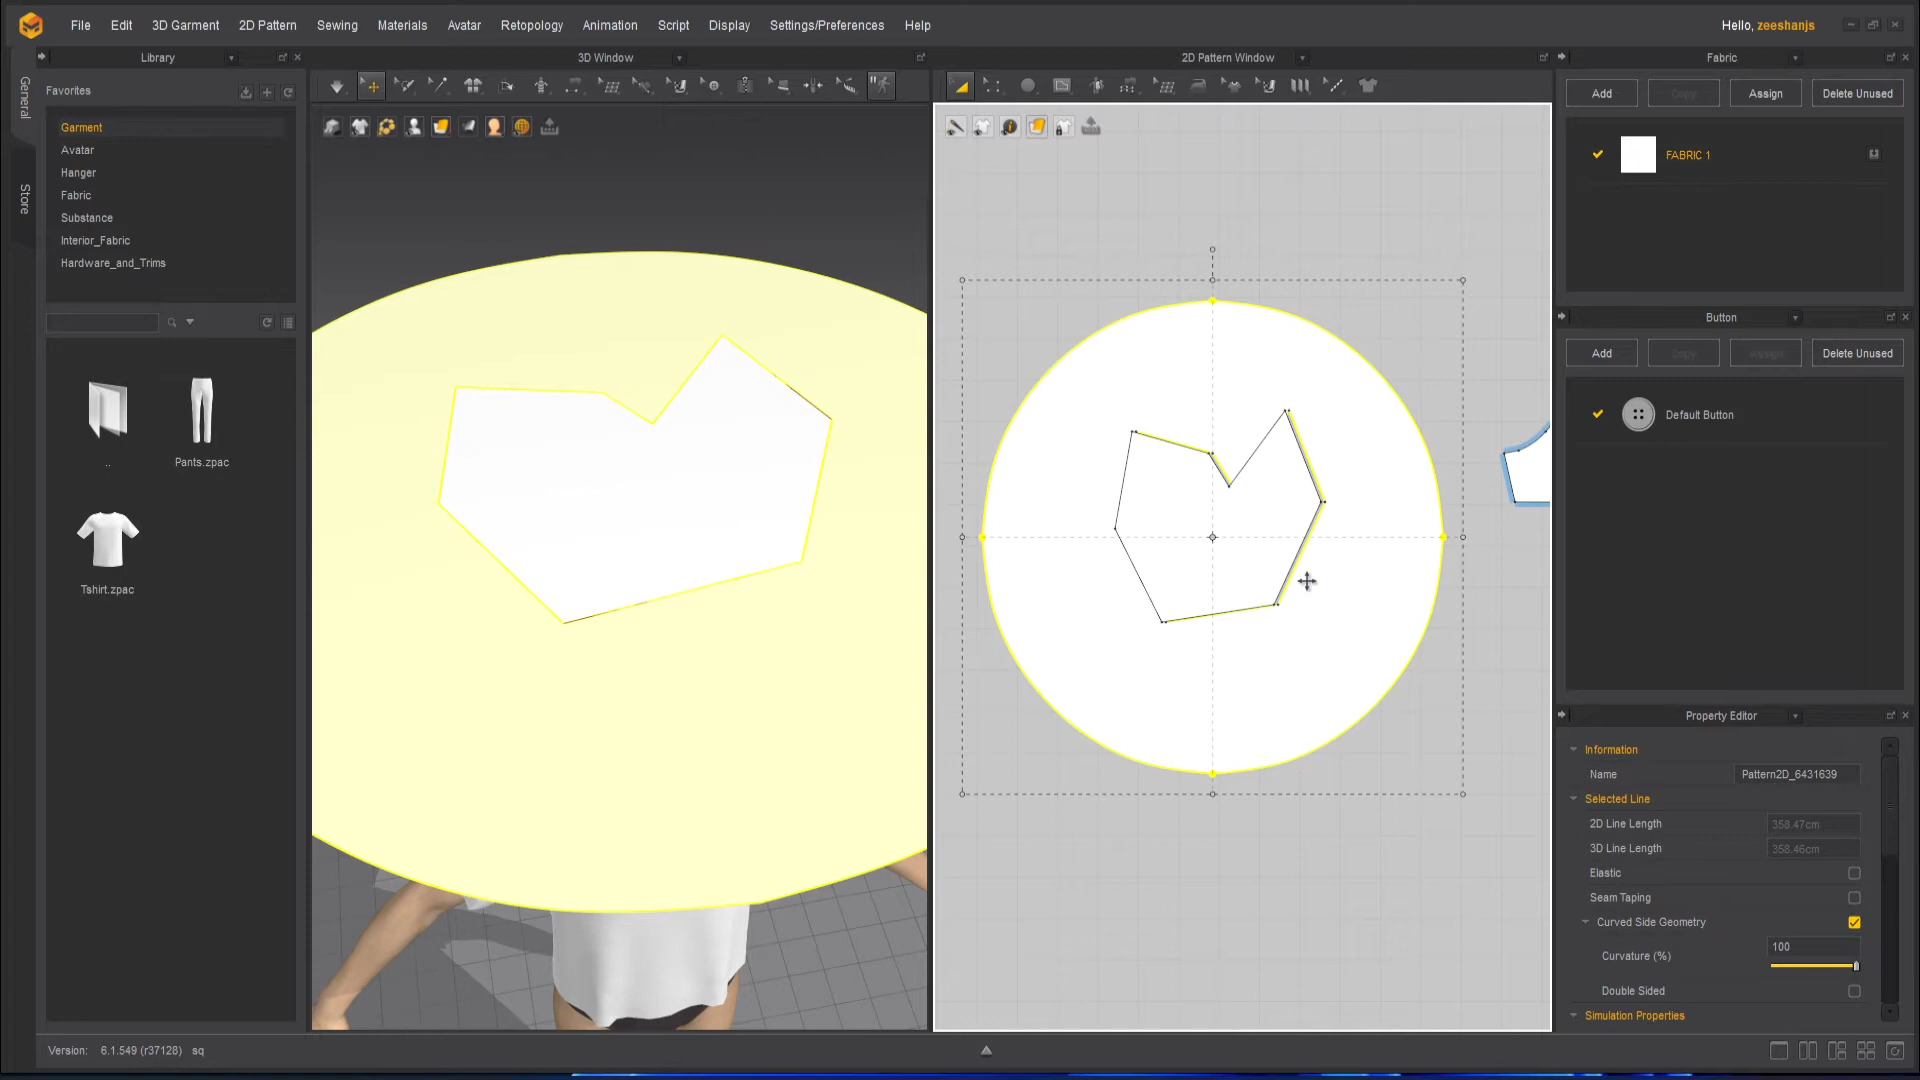 File Edit 3D Garment 2D Pattern Sewing Materials Avatar Retopology Animation Script Display Settings/Preferences Help
Hello, zeeshanjs
Library
3D Window
2D Pattern Window
Fabric
General
Store
Favorites
Garment
Avatar
Hanger
Fabric
Substance
Interior_Fabric
Hardware_and_Trims
..
Pants.zpac
Tshirt.zpac
Add Copy Assign Delete Unused
FABRIC 1
Button
Add Copy Assign Delete Unused
Default Button
Property Editor
Information
Name Pattern2D_6431639
Selected Line
2D Line Length 358.47cm
3D Line Length 358.46cm
Elastic
Seam Taping
Curved Side Geometry
Curvature (%) 100
Double Sided
Simulation Properties
Version: 6.1.549 (r37128) sq